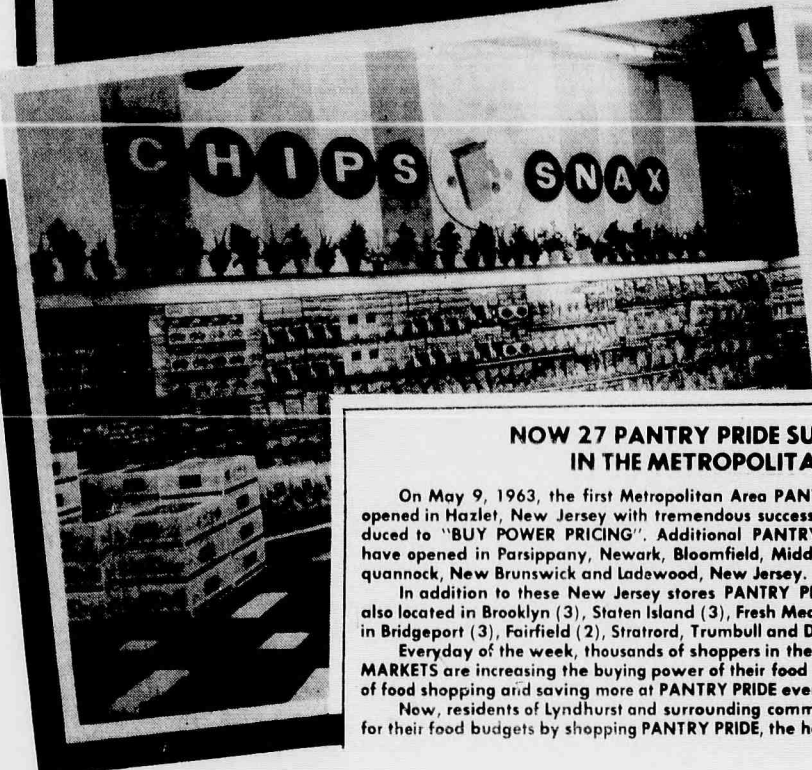 CHIPS SNAX
NOW 27 PANTRY PRIDE SU
IN THE METROPOLITA
On May 9, 1963, the first Metropolitan Area PAN
opened in Hazlet, New Jersey with tremendous success
duced to "BUY POWER PRICING". Additional PANTRY
have opened in Parsippany, Newark, Bloomfield, Midd
quannock, New Brunswick and Ladewood, New Jersey.
In addition to these New Jersey stores PANTRY P
also located in Brooklyn (3), Staten Island (3), Fresh Mea
in Bridgeport (3), Fairfield (2), Stratrord, Trumbull and D
Everyday of the week, thousands of shoppers in the
MARKETS are increasing the buying power of their food
of food shopping and saving more at PANTRY PRIDE eve
Now, residents of Lyndhurst and surrounding comm
for their food budgets by shopping PANTRY PRIDE, the h